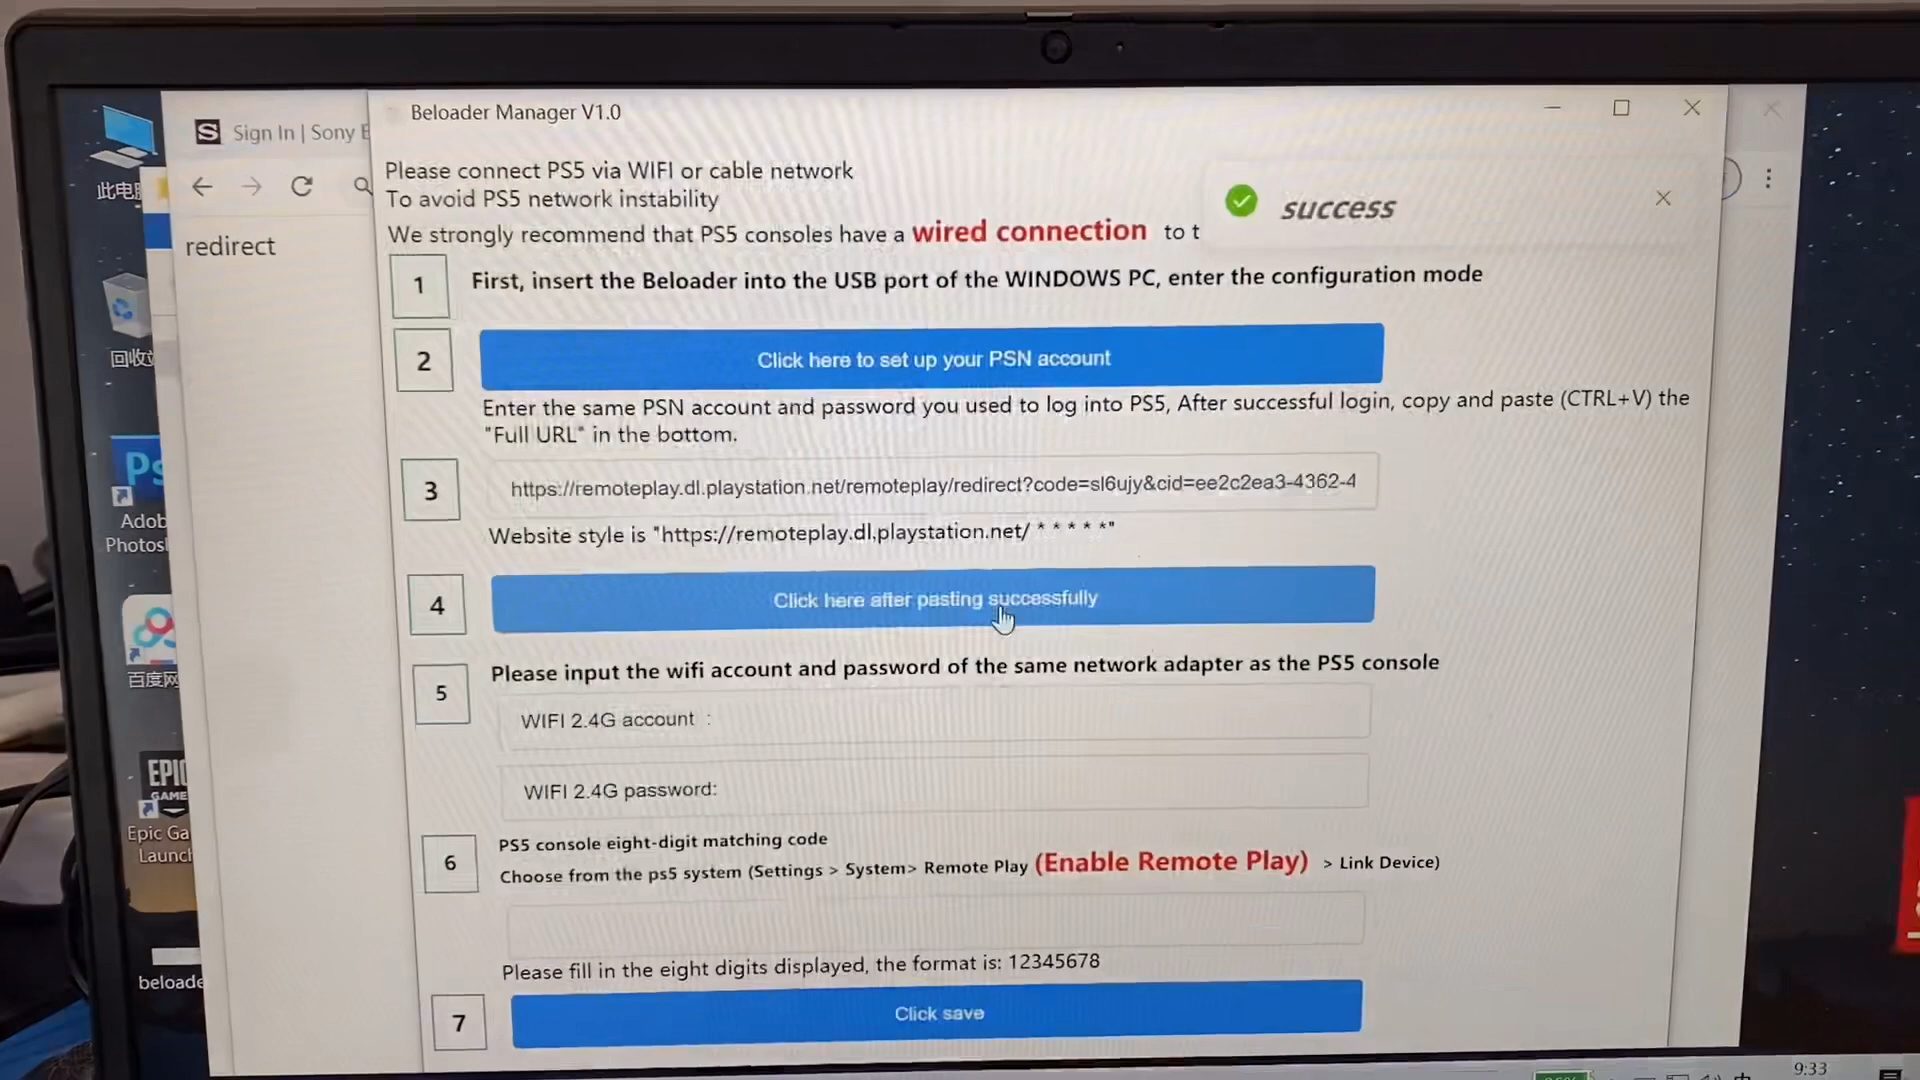 Beloader Manager V1.0
Sign In | Sony E
Please connect PS5 via WIFI or cable network
To avoid PS5 network instability
We strongly recommend that PS5 consoles have a wired connection to t
success
redirect
1
First, insert the Beloader into the USB port of the WINDOWS PC, enter the configuration mode
2
Click here to set up your PSN account
Enter the same PSN account and password you used to log into PS5, After successful login, copy and paste (CTRL+V) the
"Full URL" in the bottom.
3
https://remoteplay.dl.playstation.net/remoteplay/redirect?code=sl6ujy&cid=ee2c2ea3-4362-4
Website style is "https://remoteplay.dl,playstation.net/ * * * * *"
4
Click here after pasting successfully
5
Please input the wifi account and password of the same network adapter as the PS5 console
WIFI 2.4G account :
WIFI 2.4G password:
6
PS5 console eight-digit matching code
Choose from the ps5 system (Settings > System> Remote Play (Enable Remote Play) > Link Device)
Please fill in the eight digits displayed, the format is: 12345678
7
Click save
此电
回收
Ps
Adob
Photosl
百度网
EPIC
GAME
Epic Ga
Launch
beloade
中
9:33